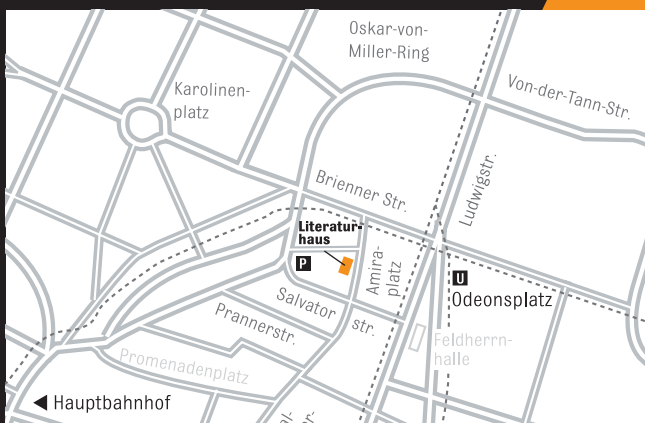 Oskar-von-
Miller-Ring
Von-der-Tann-Str.
Karolinen-
platz
Brienner Str.
Ludwigstr.
Literatur-
haus
P
Amira-
platz
U
Odeonsplatz
Salvator
str.
Prannerstr.
Feldherrn-
halle
Promenadenplatz
Hauptbahnhof